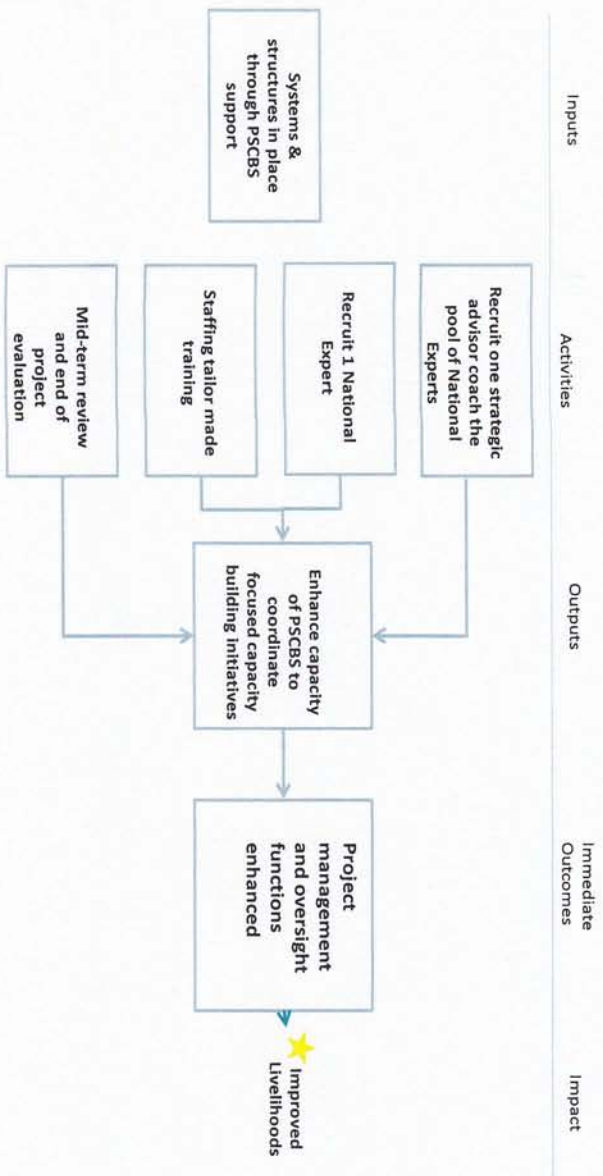 Inputs
Activities
Outputs
Immediate
Outcomes
Impact
Systems &
structures in place
through PSCBS
support
Recruit one strategic
advisor coach the
pool of National
Experts
Recruit 1 National
Expert
Staffing tailor made
training
Mid-term review
and end of
project
evaluation
Enhance capacity
of PSCBS to
coordinate
focused capacity
building initiatives
Project
management
and oversight
functions
enhanced
Improved
Livelihoods